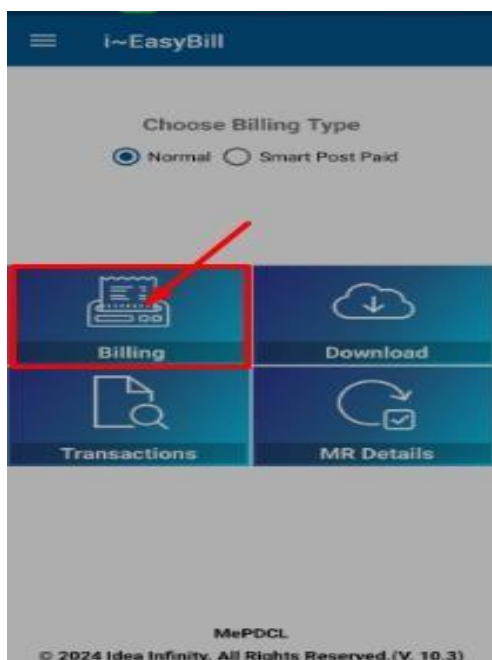 i~EasyBill
Choose Billing Type
Normal Smart Post Paid
Billing Download
Transactions MR Details
MePDCL
© 2024 Idea Infinity. All Rights Reserved.(V. 10.3)